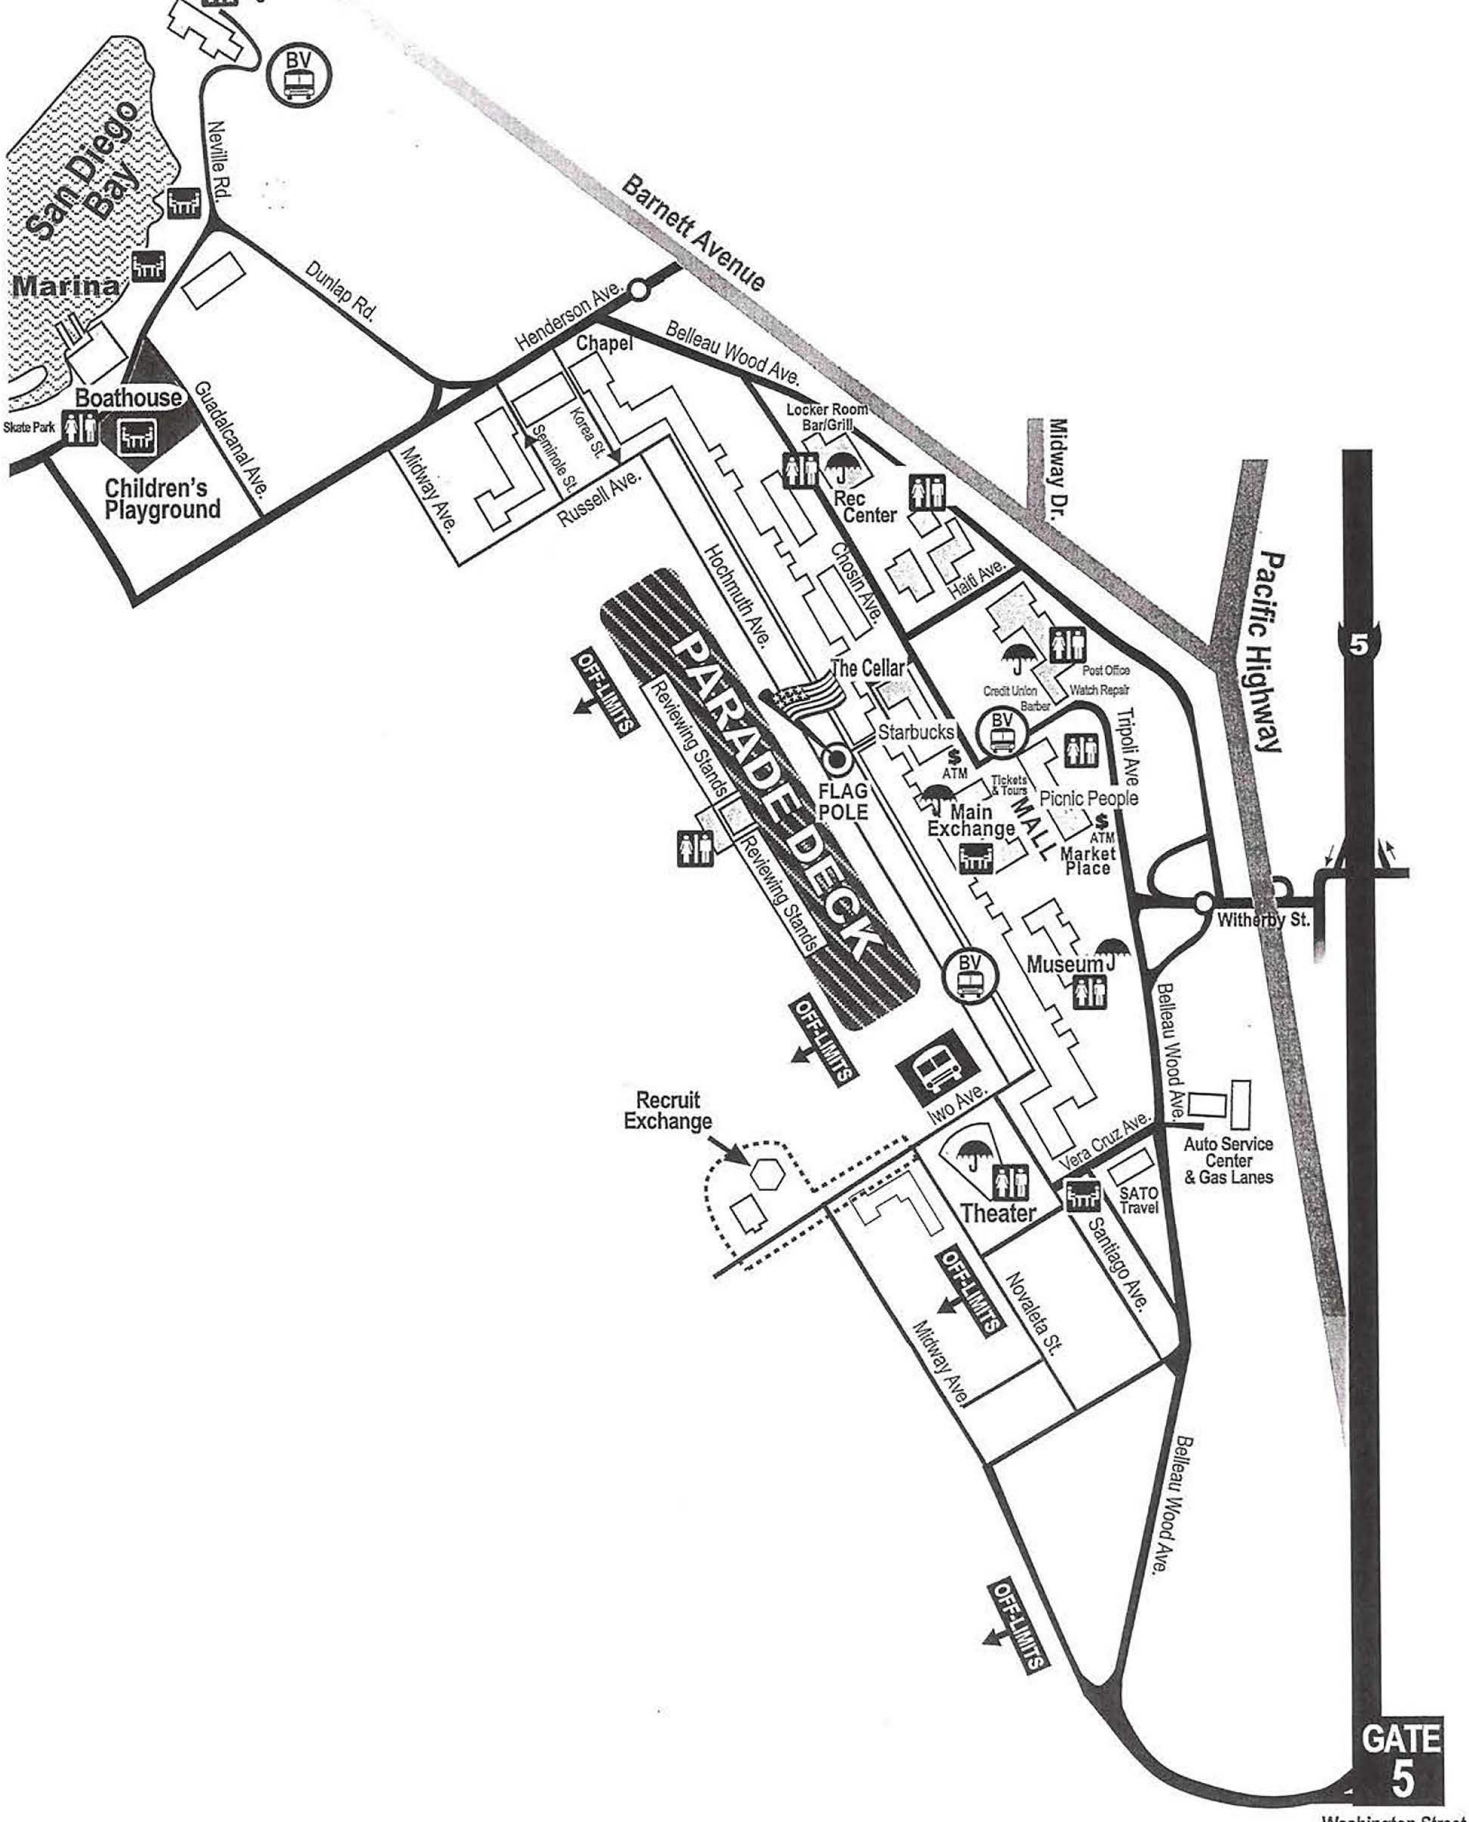 BV
San Diego
Bay
Neville Rd.
Marina
Dunlap Rd.
Barnett Avenue
Henderson Ave.
Chapel
Belleau Wood Ave.
Boathouse
Skate Park
Guadalcanal Ave.
Children's
Playground
Midway Ave.
Seminole St.
Korea St.
Russell Ave.
Locker Room
Bar/Grill
Rec
Center
Midway Dr.
Hochmuth Ave.
Chosin Ave.
Haiti Ave.
Pacific Highway
5
OFF-LIMITS
PARADE DECK
Reviewing Stands
The Cellar
Post Office
Credit Union
Watch Repair
Barber
BV
Starbucks
$
ATM
Tripoli Ave
FLAG
POLE
Tickets
& Tours
Picnic People
Main
Exchange
MALL
$
ATM
Market
Place
Reviewing Stands
Witherby St.
Museum
BV
OFF-LIMITS
Belleau Wood Ave.
Recruit
Exchange
Iwo Ave.
Vera Cruz Ave.
Auto Service
Center
& Gas Lanes
SATO
Travel
Theater
Santiago Ave.
OFF-LIMITS
Novaleta St.
Midway Ave.
Belleau Wood Ave.
OFF-LIMITS
GATE
5
Washington Street